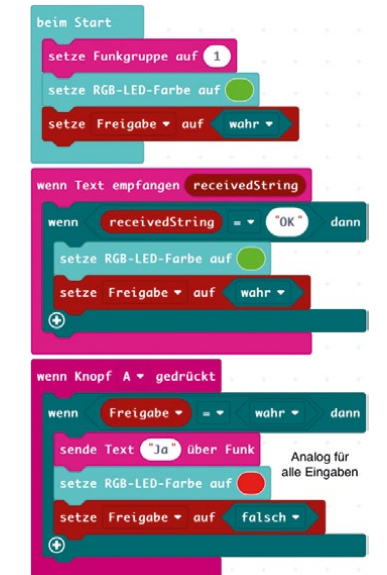 beim Start
setze Funkgruppe auf 1
setze RGB-LED-Farbe auf
setze Freigabe auf wahr
wenn Text empfangen receivedString
wenn receivedString = "OK" dann
setze RGB-LED-Farbe auf
setze Freigabe auf wahr
wenn Knopf A gedrückt
wenn Freigabe = wahr dann
sende Text "Ja" über Funk
Analog für
alle Eingaben
setze RGB-LED-Farbe auf
setze Freigabe auf falsch